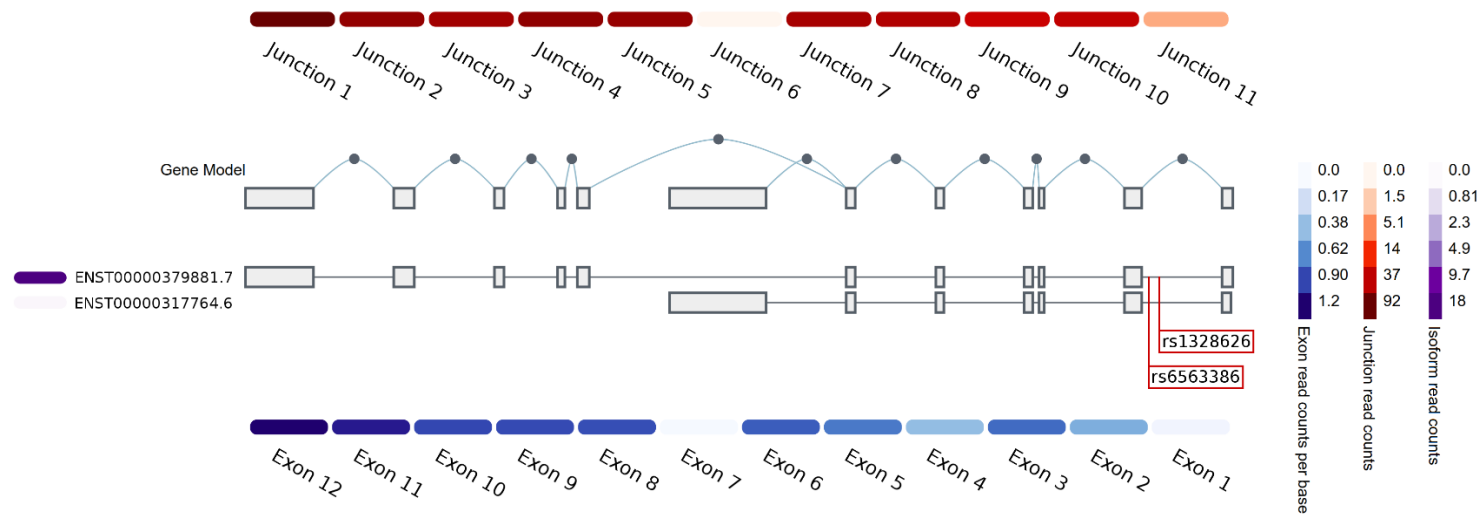 Junction 1
Junction 2
Junction 3
Junction 4
Junction 5
Junction 6
Junction 7
Junction 8
Junction 9
Junction 10
Junction 11
Gene Model
ENST00000379881.7
ENST00000317764.6
rs1328626
rs6563386
Exon 12
Exon 11
Exon 10
Exon 9
Exon 8
Exon 7
Exon 6
Exon 5
Exon 4
Exon 3
Exon 2
Exon 1
0.0
0.17
0.38
0.62
0.90
1.2
Exon read counts per base
0.0
1.5
5.1
14
37
92
Junction read counts
0.0
0.81
2.3
4.9
9.7
18
Isoform read counts